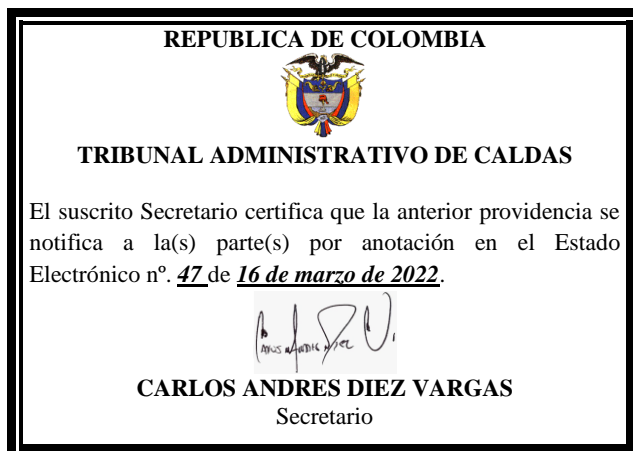 REPUBLICA DE COLOMBIA
TRIBUNAL ADMINISTRATIVO DE CALDAS
El suscrito Secretario certifica que la anterior providencia se
notifica a la(s) parte(s) por anotación en el Estado
Electrónico nº. 47 de 16 de marzo de 2022.
CARLOS ANDRES DIEZ VARGAS
Secretario